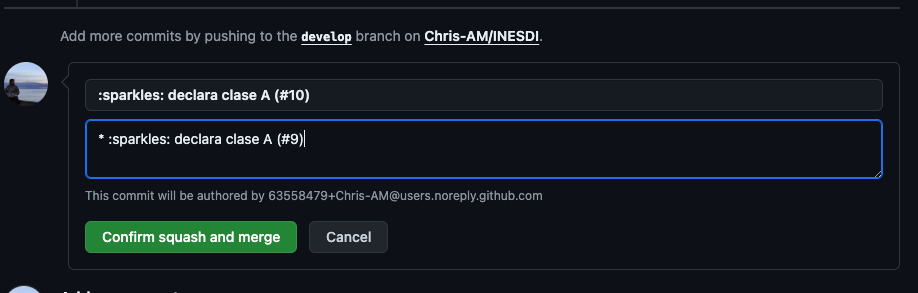 Add more commits by pushing to the develop branch on Chris-AM/INESDI.
:sparkles: declara clase A (#10)
* :sparkles: declara clase A (#9)
This commit will be authored by 63558479+Chris-AM@users.noreply.github.com
Confirm squash and merge
Cancel